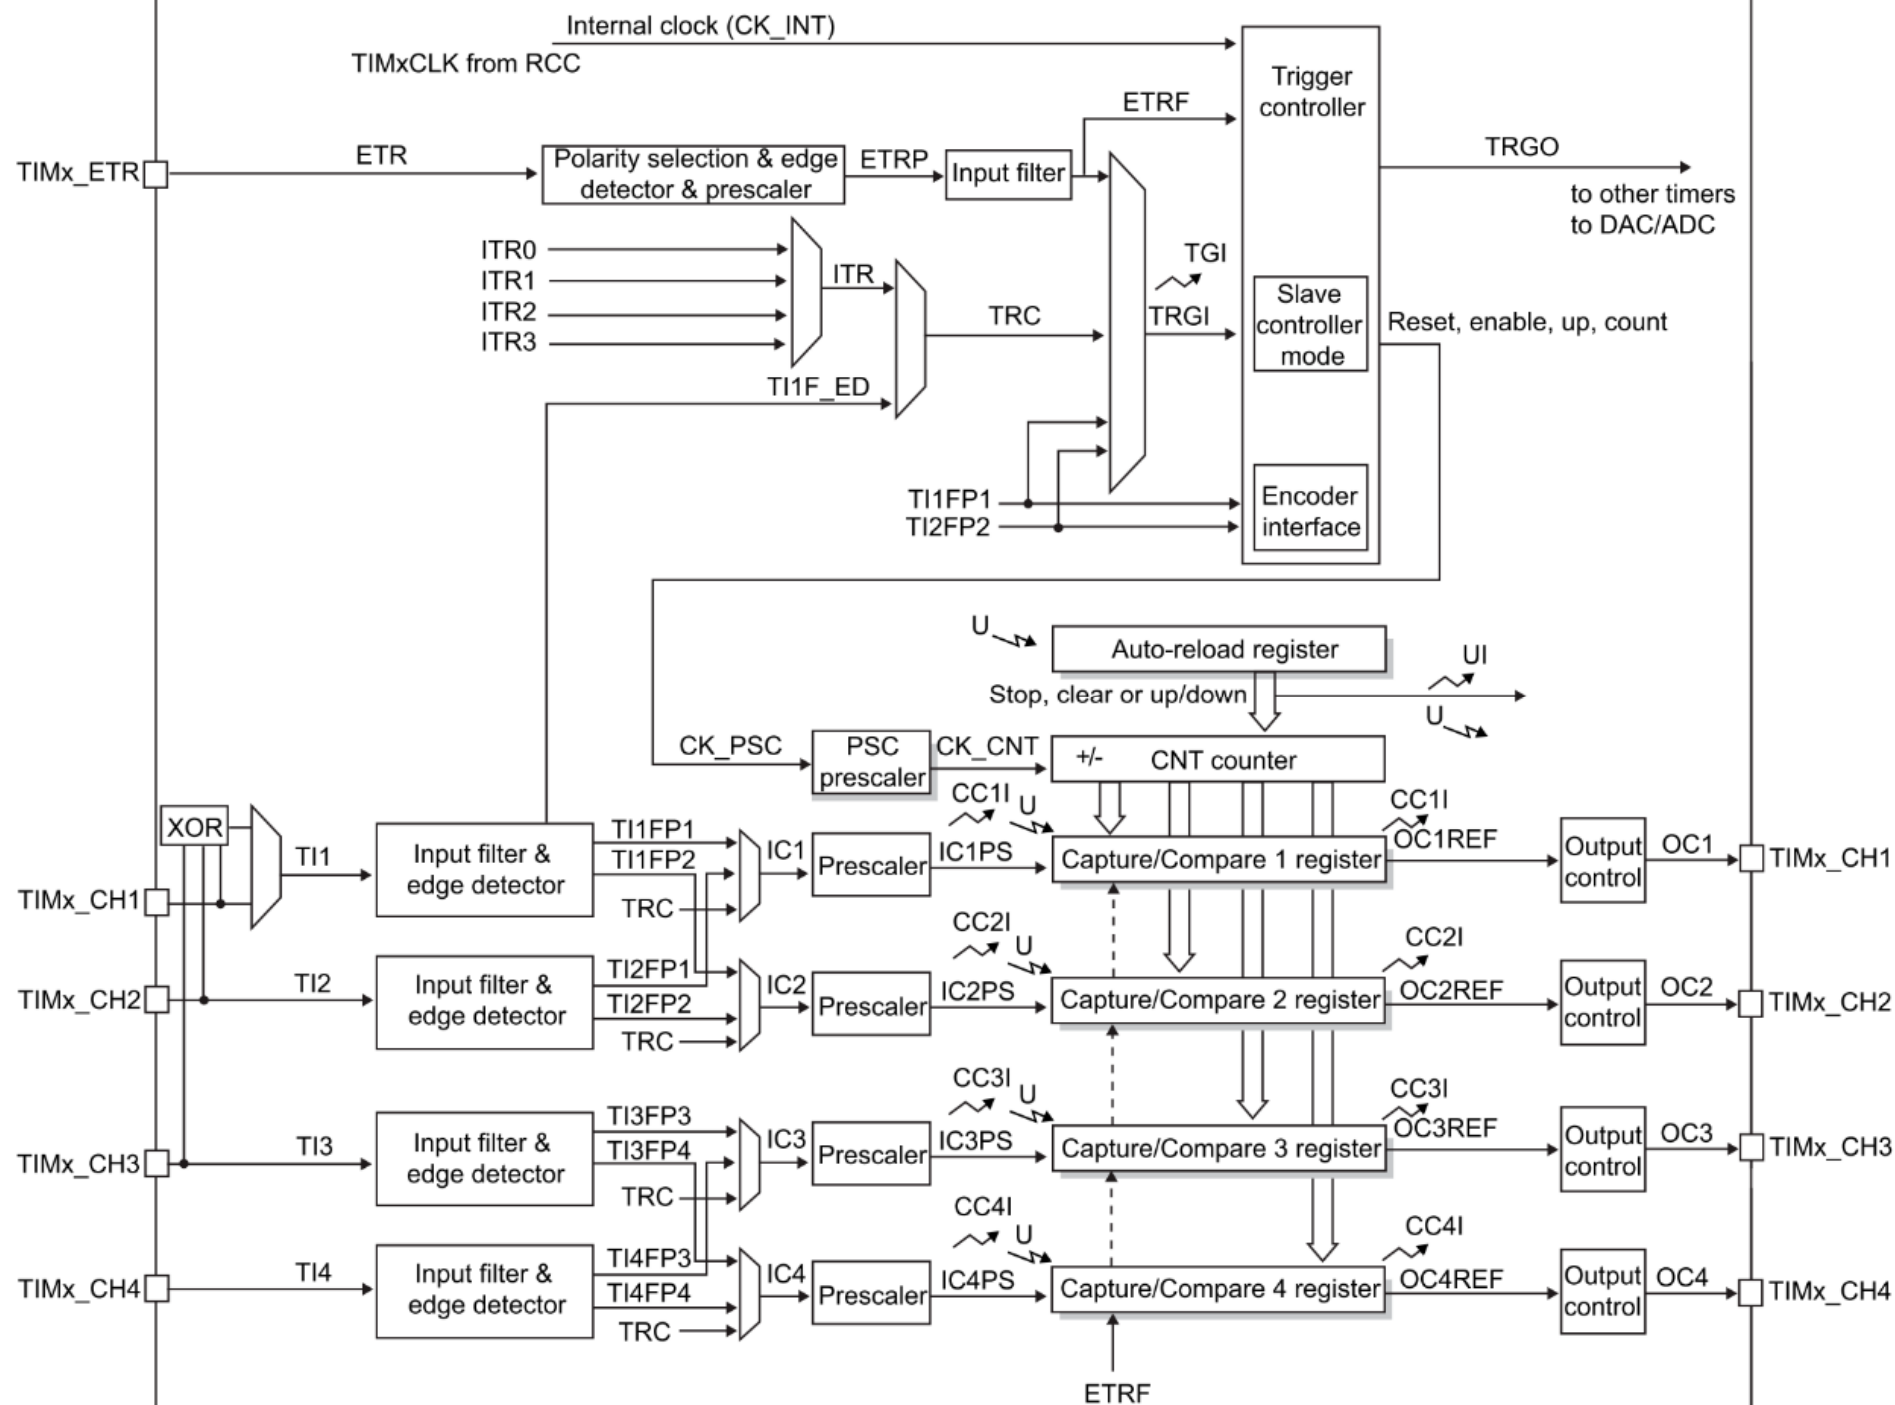 Internal clock (CK_INT)
TIMxCLK from RCC
Trigger
controller
ETRF
TIMx_ETR
ETR
Polarity selection & edge
detector & prescaler
ETRP
Input filter
TRGO
to other timers
to DAC/ADC
ITR0
ITR1
ITR2
ITR3
ITR
TRC
TGI
TRGI
Slave
controller
mode
Reset, enable, up, count
TI1F_ED
TI1FP1
TI2FP2
Encoder
interface
U
Auto-reload register
UI
Stop, clear or up/down
U
CK_PSC
PSC
prescaler
CK_CNT
+/-
CNT counter
XOR
TI1
TIMx_CH1
Input filter &
edge detector
TI1FP1
TI1FP2
TRC
IC1
Prescaler
CC1I
U
IC1PS
Capture/Compare 1 register
CC1I
OC1REF
Output
control
OC1
TIMx_CH1
TIMx_CH2
TI2
Input filter &
edge detector
TI2FP1
TI2FP2
TRC
IC2
Prescaler
CC2I
U
IC2PS
Capture/Compare 2 register
CC2I
OC2REF
Output
control
OC2
TIMx_CH2
TIMx_CH3
TI3
Input filter &
edge detector
TI3FP3
TI3FP4
TRC
IC3
Prescaler
CC3I
U
IC3PS
Capture/Compare 3 register
CC3I
OC3REF
Output
control
OC3
TIMx_CH3
TIMx_CH4
TI4
Input filter &
edge detector
TI4FP3
TI4FP4
TRC
IC4
Prescaler
CC4I
U
IC4PS
Capture/Compare 4 register
CC4I
OC4REF
Output
control
OC4
TIMx_CH4
ETRF